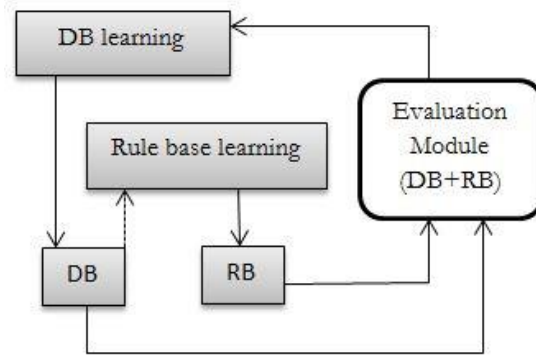 DB learning
Evaluation
Module
(DB+RB)
Rule base learning
DB
RB